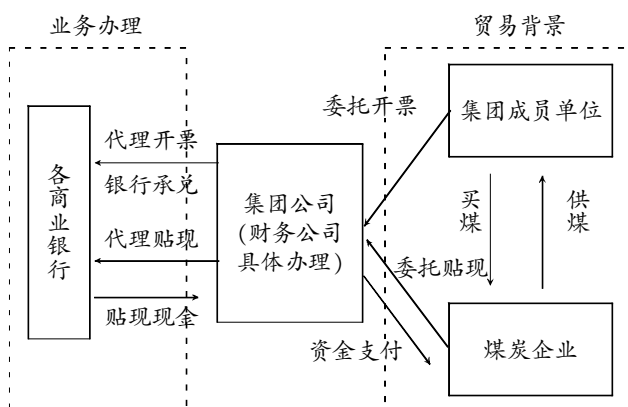 业务办理
贸易背景
各商业银行
代理开票
银行承兑
代理贴现
贴现现金
集团公司
(财务公司
具体办理)
委托开票
集团成员单位
买煤
供煤
委托贴现
资金支付
煤炭企业